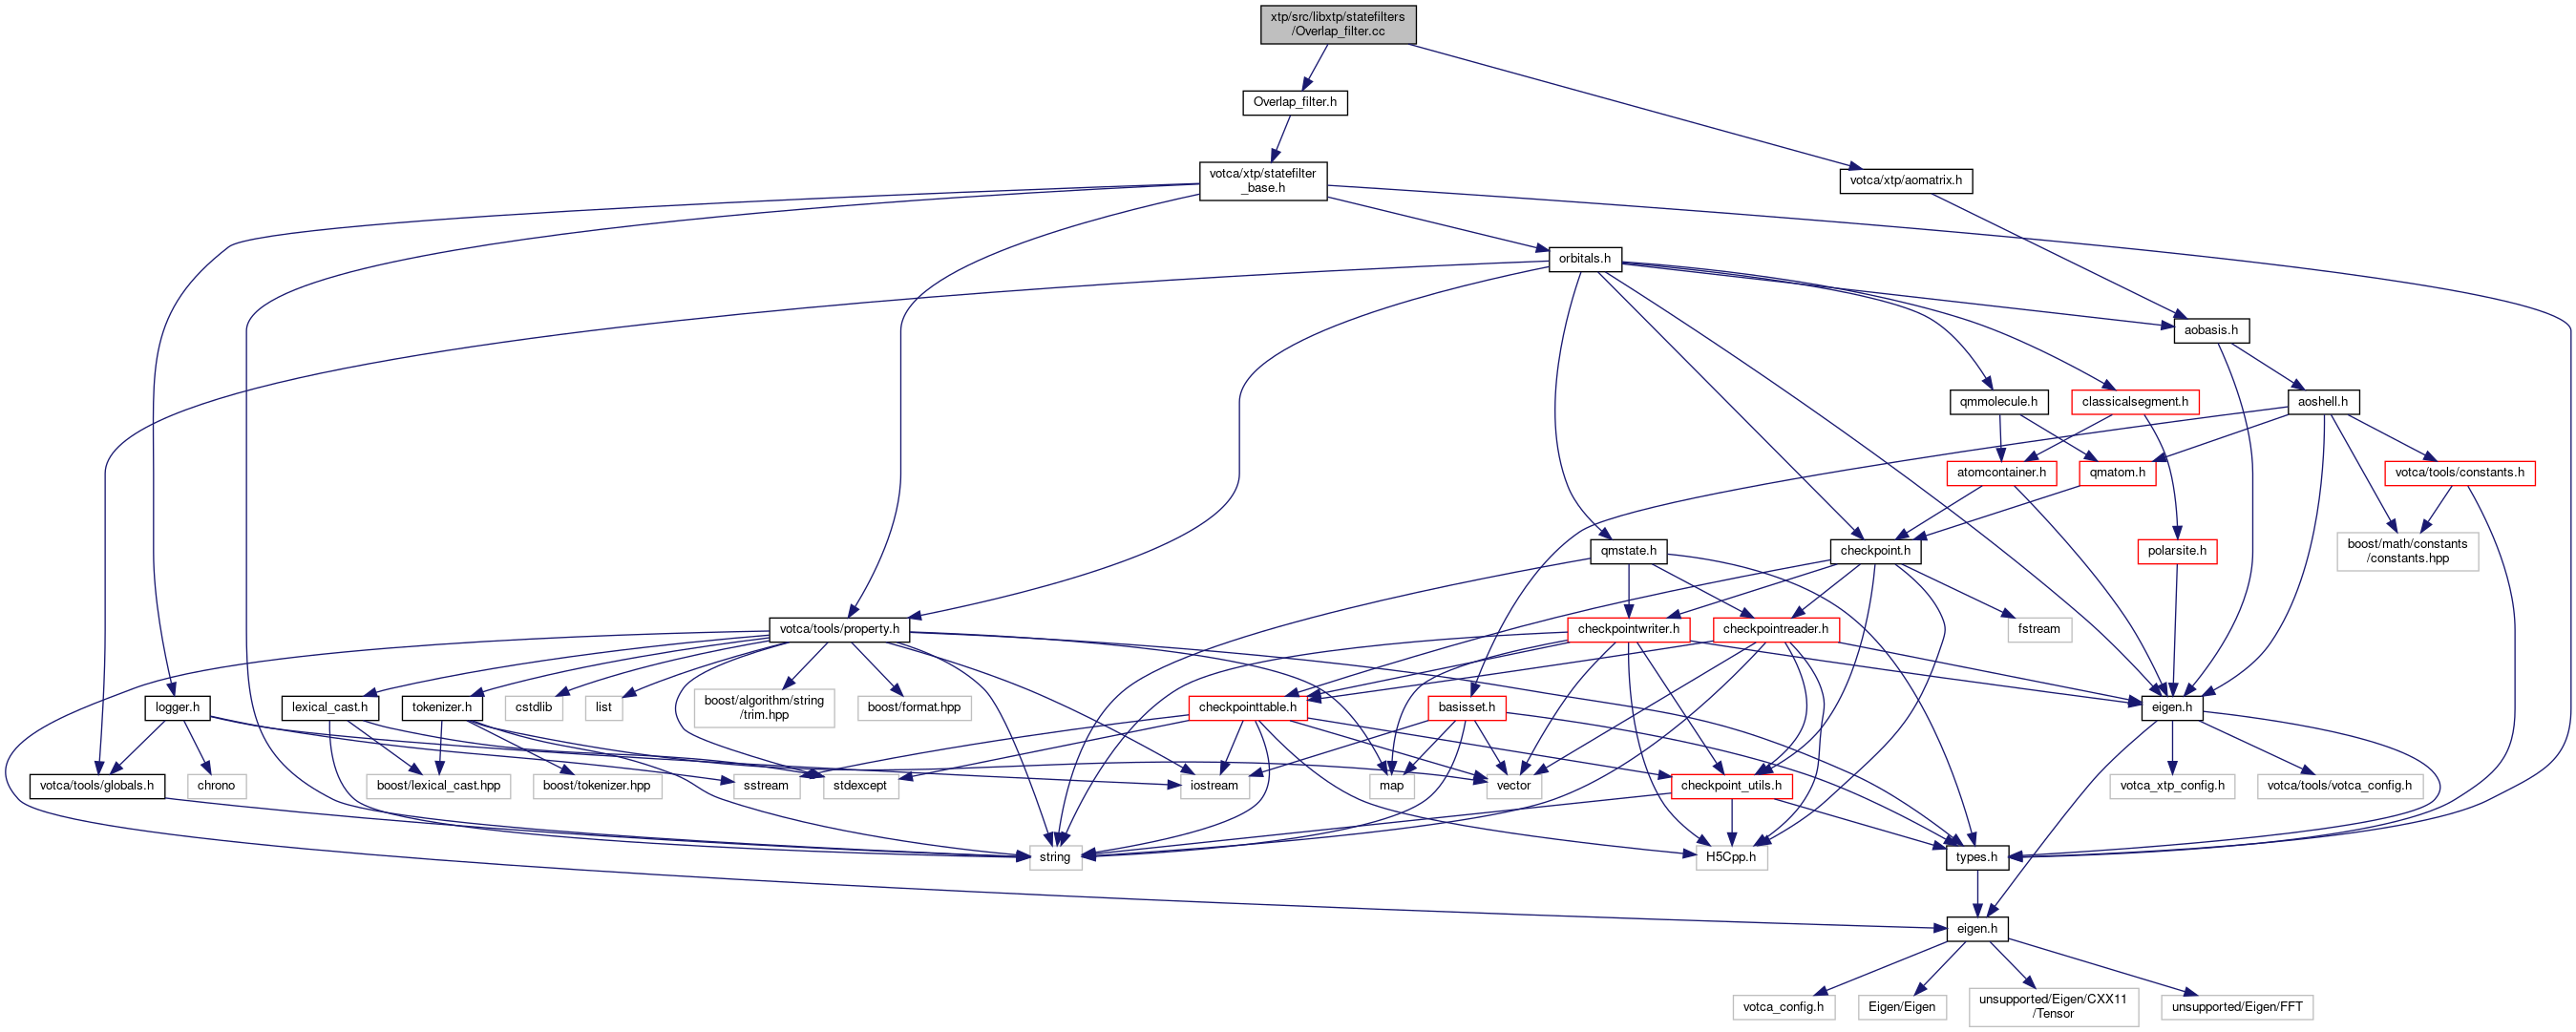 xtp/src/libxtp/statefilters
/Overlap_filter.cc
Overlap_filter.h
votca/xtp/statefilter
_base.h
votca/xtp/aomatrix.h
orbitals.h
aobasis.h
qmmolecule.h
classicalsegment.h
aoshell.h
atomcontainer.h
qmatom.h
votca/tools/constants.h
qmstate.h
checkpoint.h
polarsite.h
boost/math/constants
/constants.hpp
votca/tools/property.h
checkpointwriter.h
checkpointreader.h
fstream
logger.h
lexical_cast.h
tokenizer.h
cstdlib
list
boost/algorithm/string
/trim.hpp
boost/format.hpp
checkpointtable.h
basisset.h
eigen.h
votca/tools/globals.h
chrono
boost/lexical_cast.hpp
boost/tokenizer.hpp
sstream
stdexcept
iostream
map
vector
checkpoint_utils.h
votca_xtp_config.h
votca/tools/votca_config.h
string
H5Cpp.h
types.h
eigen.h
votca_config.h
Eigen/Eigen
unsupported/Eigen/CXX11
/Tensor
unsupported/Eigen/FFT